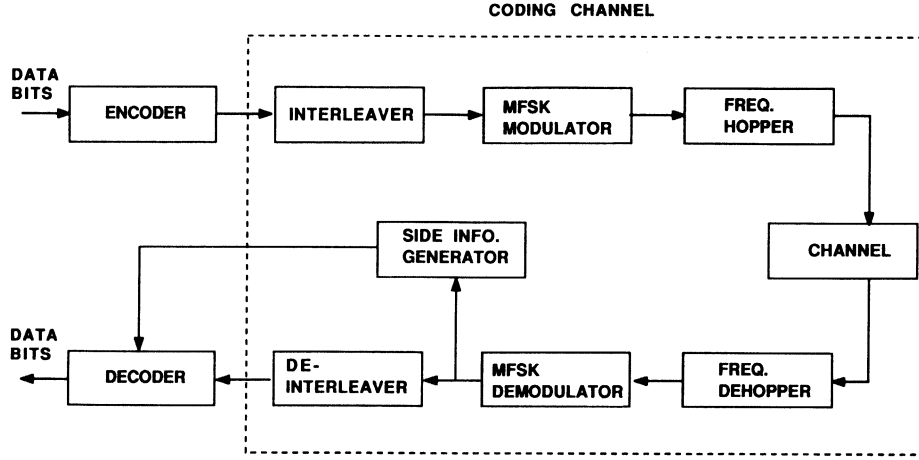 CODING CHANNEL
DATA
BITS
ENCODER
INTERLEAVER
MFSK
MODULATOR
FREQ.
HOPPER
SIDE INFO.
GENERATOR
CHANNEL
DATA
BITS
DECODER
DE-
INTERLEAVER
MFSK
DEMODULATOR
FREQ.
DEHOPPER